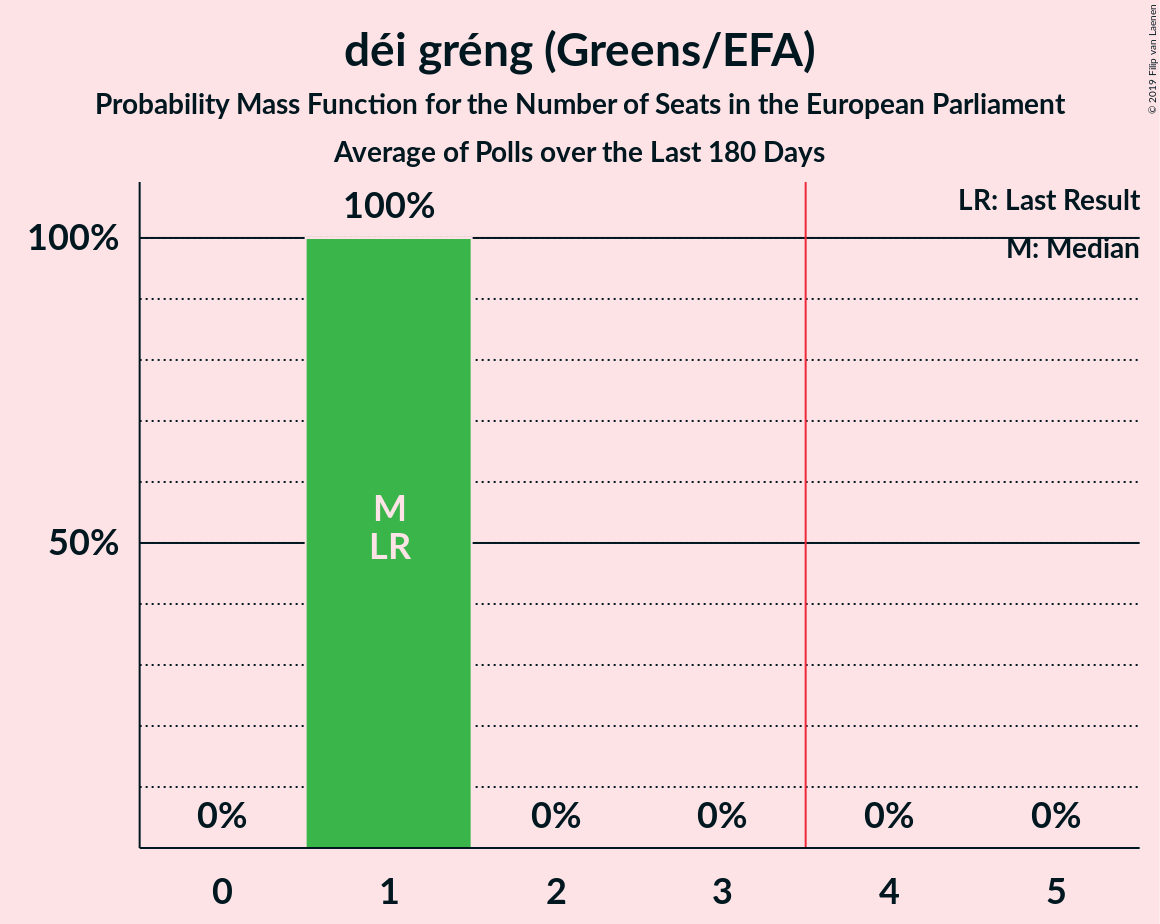 déi gréng (Greens/EFA)
Probability Mass Function for the Number of Seats in the European Parliament
Average of Polls over the Last 180 Days
© 2019 Filip van Laenen
LR: Last Result
M: Median
100%
100%
50%
M
LR
0% 0% 0% 0% 0%
0 1 2 3 4 5